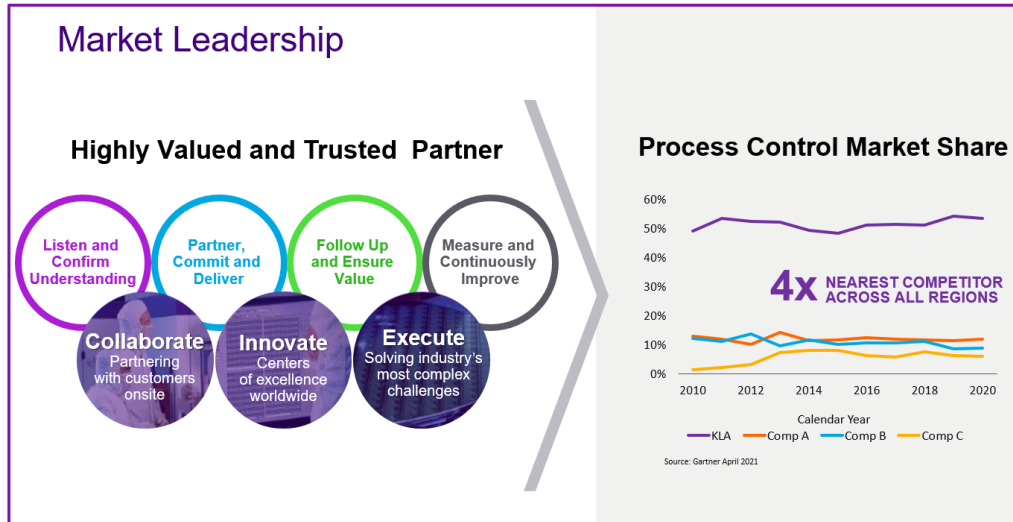 Market Leadership
Highly Valued and Trusted Partner
Listen and
Confirm
Understanding
Partner,
Commit and
Deliver
Follow Up
and Ensure
Value
Measure and
Continuously
Improve
Collaborate
Partnering
with customers
onsite
Innovate
Centers
of excellence
worldwide
Execute
Solving industry's
most complex
challenges
Process Control Market Share
60%
50%
40%
30%
20%
10%
0%
4x
NEAREST COMPETITOR
ACROSS ALL REGIONS
2010 2012 2014 2016 2018 2020
Calendar Year
KLA Comp A Comp B Comp C
Source: Gartner April 2021